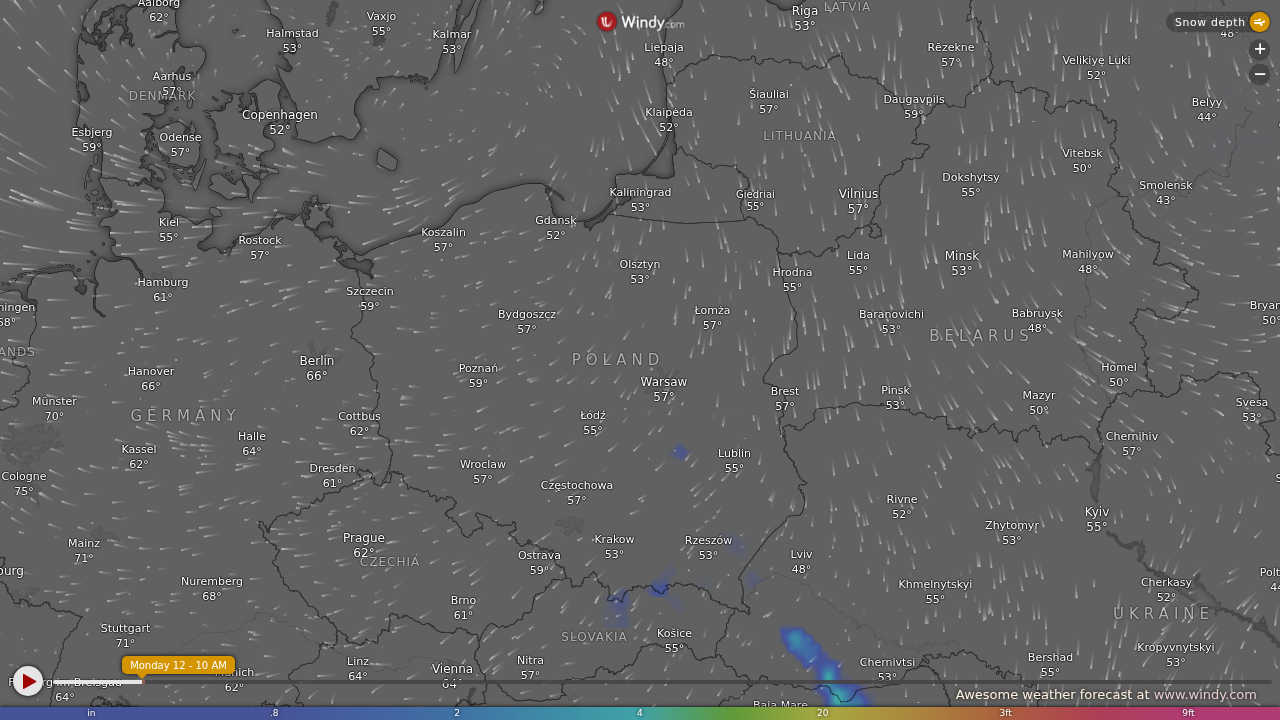 Aalborg
62°
Vaxjo
55°
Halmstad
53°
Kalmar
53°
Windy.com
Riga
53°
LATVIA
Snow depth
48°
+
−
Liepaja
48°
Rēzekne
57°
Velikiye Luki
52°
Aarhus
57°
DENMARK
Šiauliai
57°
Daugavpils
59°
Belyy
44°
Copenhagen
52°
Klaipėda
52°
LITHUANIA
Esbjerg
59°
Odense
57°
Vitebsk
50°
Dokshytsy
55°
Smolensk
43°
Kaliningrad
53°
Giedriai
55°
Vilnius
57°
Kiel
55°
Koszalin
57°
Gdansk
52°
Rostock
57°
Olsztyn
53°
Hrodna
55°
Lida
55°
Minsk
53°
Mahilyow
48°
Hamburg
61°
Szczecin
59°
ningen
58°
Bydgoszcz
57°
Łomża
57°
Baranovichi
53°
Babruysk
48°
BELARUS
Bryan
50°
ANDS
Berlin
66°
POLAND
Hanover
66°
Poznań
59°
Warsaw
57°
Brest
57°
Pinsk
53°
Homel
50°
Mazyr
50°
Svesa
53°
Münster
70°
GERMANY
Cottbus
62°
Łódź
55°
Halle
64°
Kassel
62°
Chernihiv
57°
Lublin
55°
Dresden
61°
Wroclaw
57°
Cologne
75°
Częstochowa
57°
S
Rivne
52°
Kyiv
55°
Zhytomyr
53°
Mainz
71°
Prague
62°
CZECHIA
Ostrava
59°
Krakow
53°
Rzeszów
53°
Lviv
48°
burg
Nuremberg
68°
Khmelnytskyi
55°
Cherkasy
52°
Polt
44
Brno
61°
UKRAINE
Stuttgart
71°
SLOVAKIA
Košice
55°
Kropyvnytskyi
53°
Monday 12 - 10 AM
Linz
64°
Vienna
64°
Nitra
57°
Chernivtsi
53°
Bershad
55°
62°
64°
Awesome weather forecast at www.windy.com
Baia Mare
in .8 2 4 20 3ft 9ft